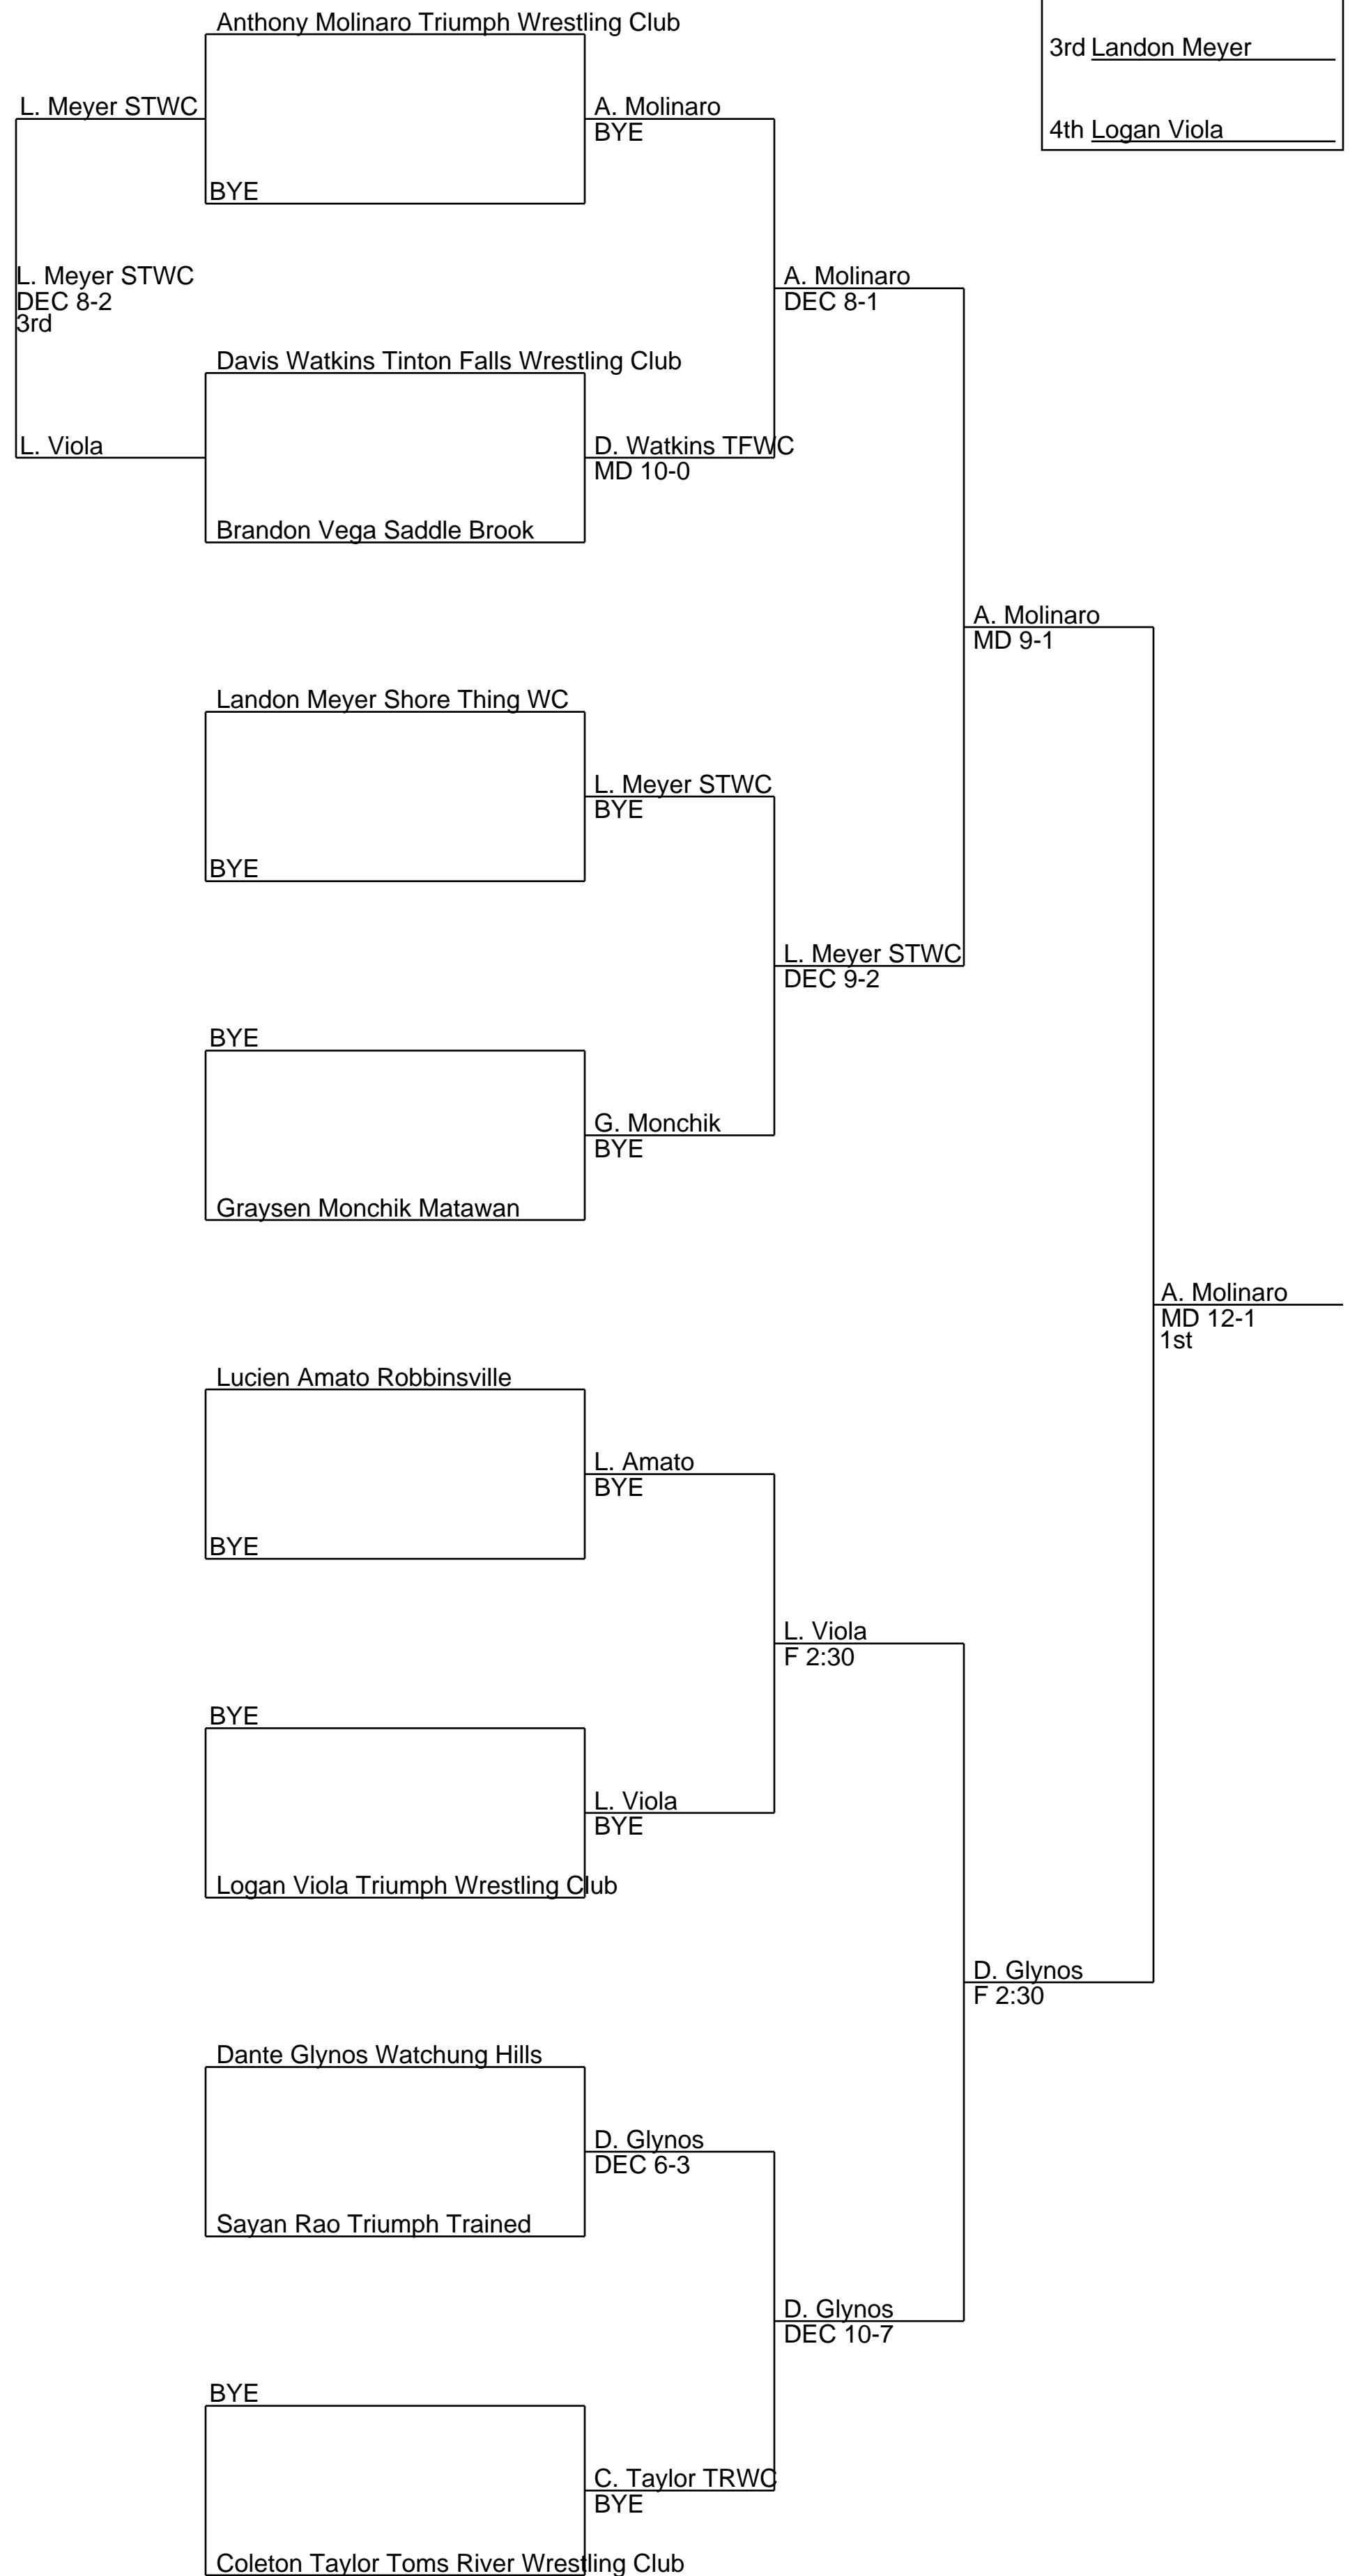 Anthony Molinaro Triumph Wrestling Club
3rd Landon Meyer
L. Meyer STWC
A. Molinaro
BYE
4th Logan Viola
BYE
L. Meyer STWC
DEC 8-2
3rd
A. Molinaro
DEC 8-1
Davis Watkins Tinton Falls Wrestling Club
L. Viola
D. Watkins TFWC
MD 10-0
Brandon Vega Saddle Brook
A. Molinaro
MD 9-1
Landon Meyer Shore Thing WC
L. Meyer STWC
BYE
BYE
L. Meyer STWC
DEC 9-2
BYE
G. Monchik
BYE
Graysen Monchik Matawan
A. Molinaro
MD 12-1
1st
Lucien Amato Robbinsville
L. Amato
BYE
BYE
L. Viola
F 2:30
BYE
L. Viola
BYE
Logan Viola Triumph Wrestling Club
D. Glynos
F 2:30
Dante Glynos Watchung Hills
D. Glynos
DEC 6-3
Sayan Rao Triumph Trained
D. Glynos
DEC 10-7
BYE
C. Taylor TRWC
BYE
Coleton Taylor Toms River Wrestling Club